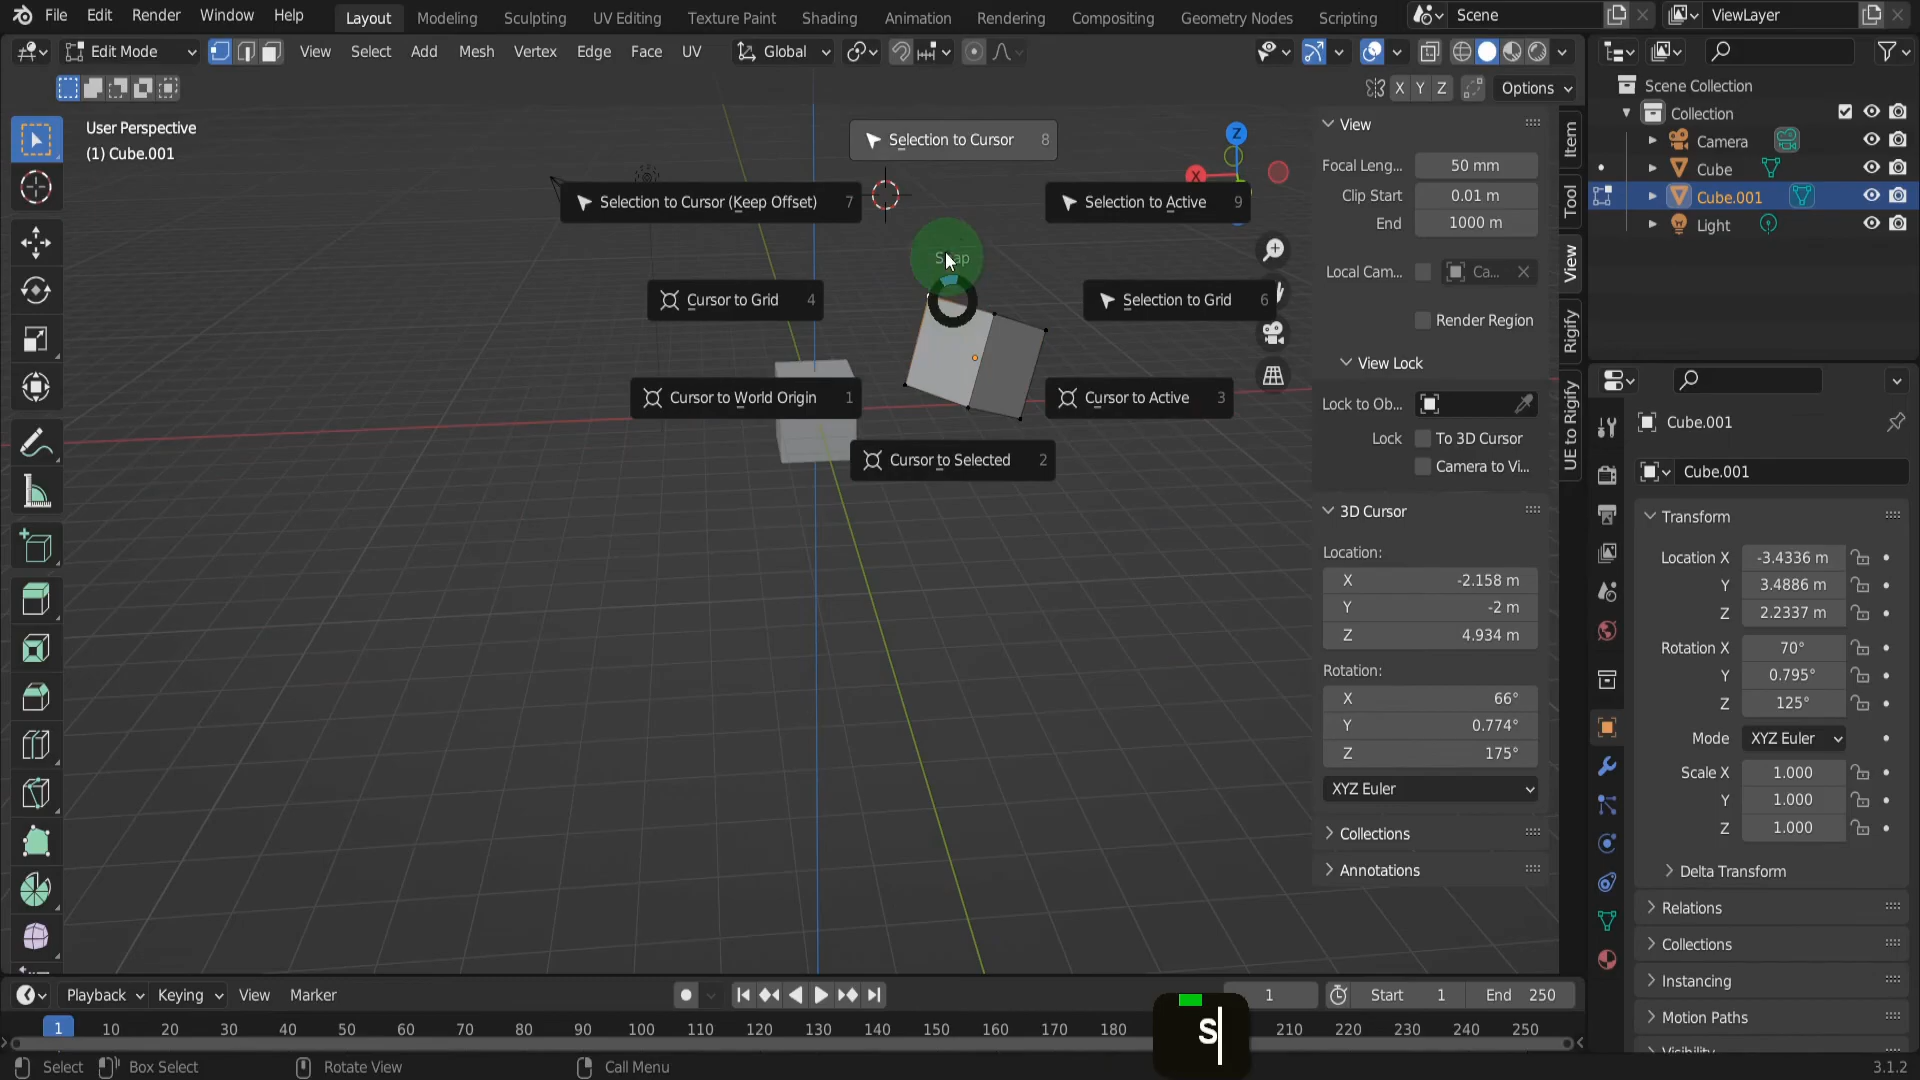 File Edit Render Window Help Layout Modeling Sculpting UV Editing Texture Paint Shading Animation Rendering Compositing Geometry Nodes Scripting Scene ViewLayer
Edit Mode View Select Add Mesh Vertex Edge Face UV Global
X Y Z Options
User Perspective
(1) Cube.001
Selection to Cursor 8
Selection to Cursor (Keep Offset) 7
Selection to Active 9
Snap
Cursor to Grid 4
Selection to Grid 6
Cursor to World Origin 1
Cursor to Active 3
Cursor to Selected 2
Z
X
View
Focal Leng... 50 mm
Clip Start 0.01 m
End 1000 m
Local Cam... Ca...
Render Region
View Lock
Lock to Ob...
Lock To 3D Cursor
Camera to Vi...
3D Cursor
Location:
X -2.158 m
Y -2 m
Z 4.934 m
Rotation:
X 66°
Y 0.774°
Z 175°
XYZ Euler
Collections
Annotations
Item
Tool
View
Rigify
UE to Rigify
Scene Collection
Collection
Camera
Cube
Cube.001
Light
Cube.001
Cube.001
Transform
Location X -3.4336 m
Y 3.4886 m
Z 2.2337 m
Rotation X 70°
Y 0.795°
Z 125°
Mode XYZ Euler
Scale X 1.000
Y 1.000
Z 1.000
Delta Transform
Relations
Collections
Instancing
Motion Paths
Visibility
Playback Keying View Marker 1 Start 1 End 250
1 10 20 30 40 50 60 70 80 90 100 110 120 130 140 150 160 170 180 210 220 230 240 250
S
Select Box Select Rotate View Call Menu 3.1.2